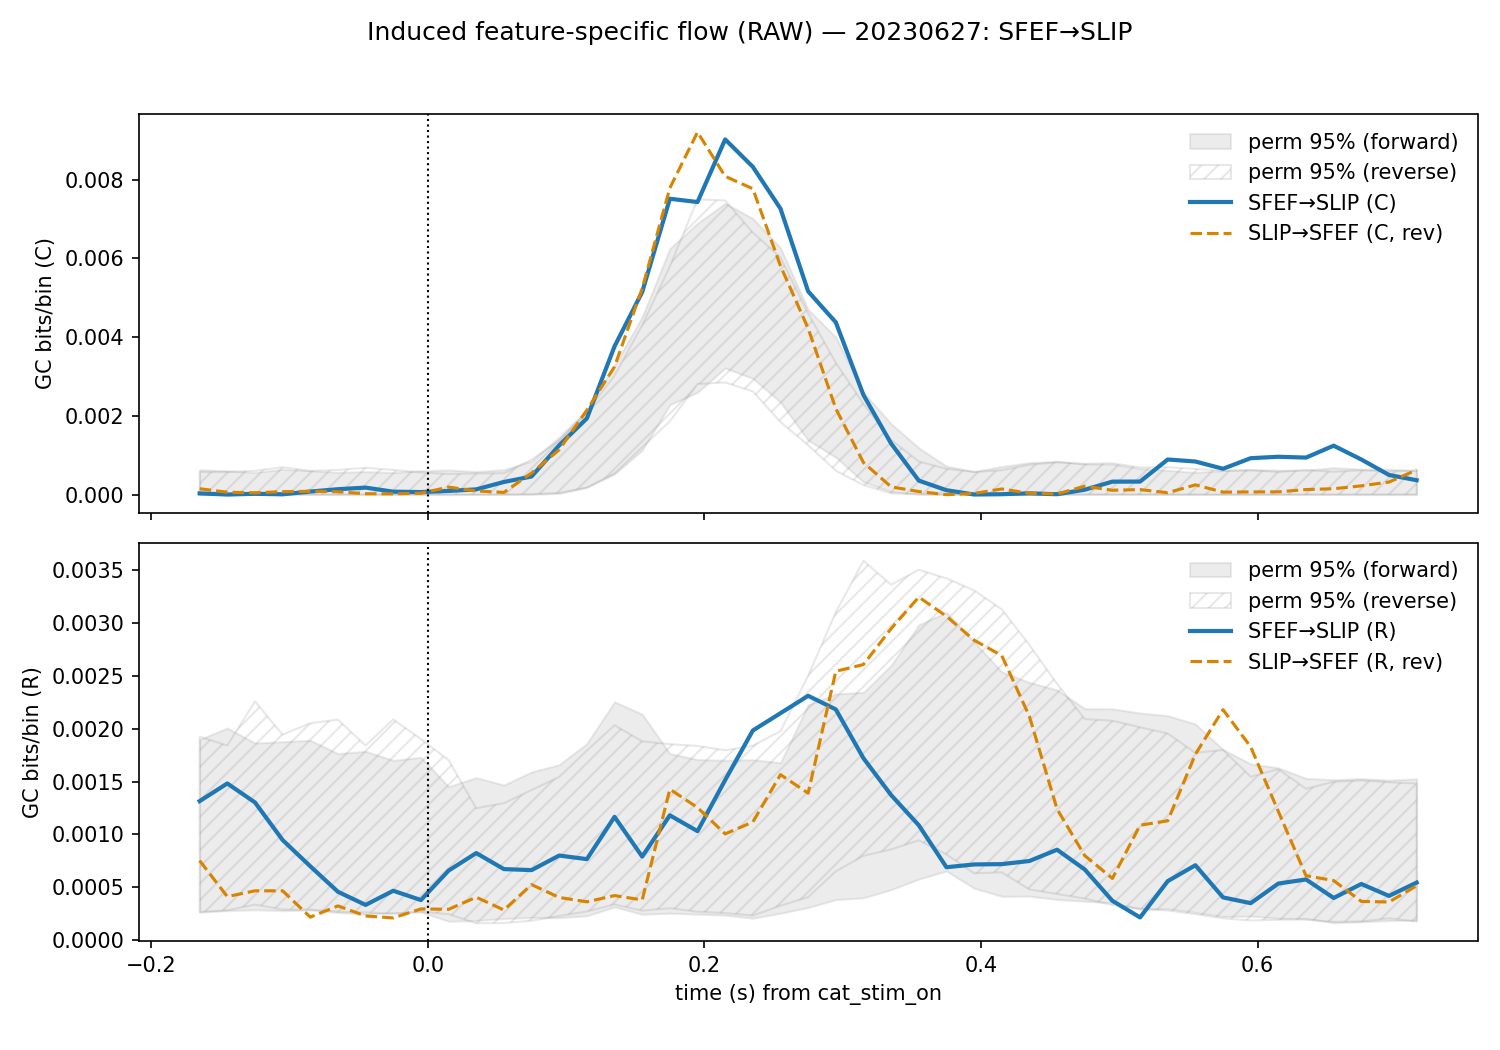 Induced feature-specific flow (RAW) — 20230627: SFEF→SLIP
GC bits/bin (C)
0.008
0.006
0.004
0.002
0.000
perm 95% (forward)
perm 95% (reverse)
SFEF→SLIP (C)
SLIP→SFEF (C, rev)
GC bits/bin (R)
0.0035
0.0030
0.0025
0.0020
0.0015
0.0010
0.0005
0.0000
perm 95% (forward)
perm 95% (reverse)
SFEF→SLIP (R)
SLIP→SFEF (R, rev)
−0.2 0.0 0.2 0.4 0.6
time (s) from cat_stim_on